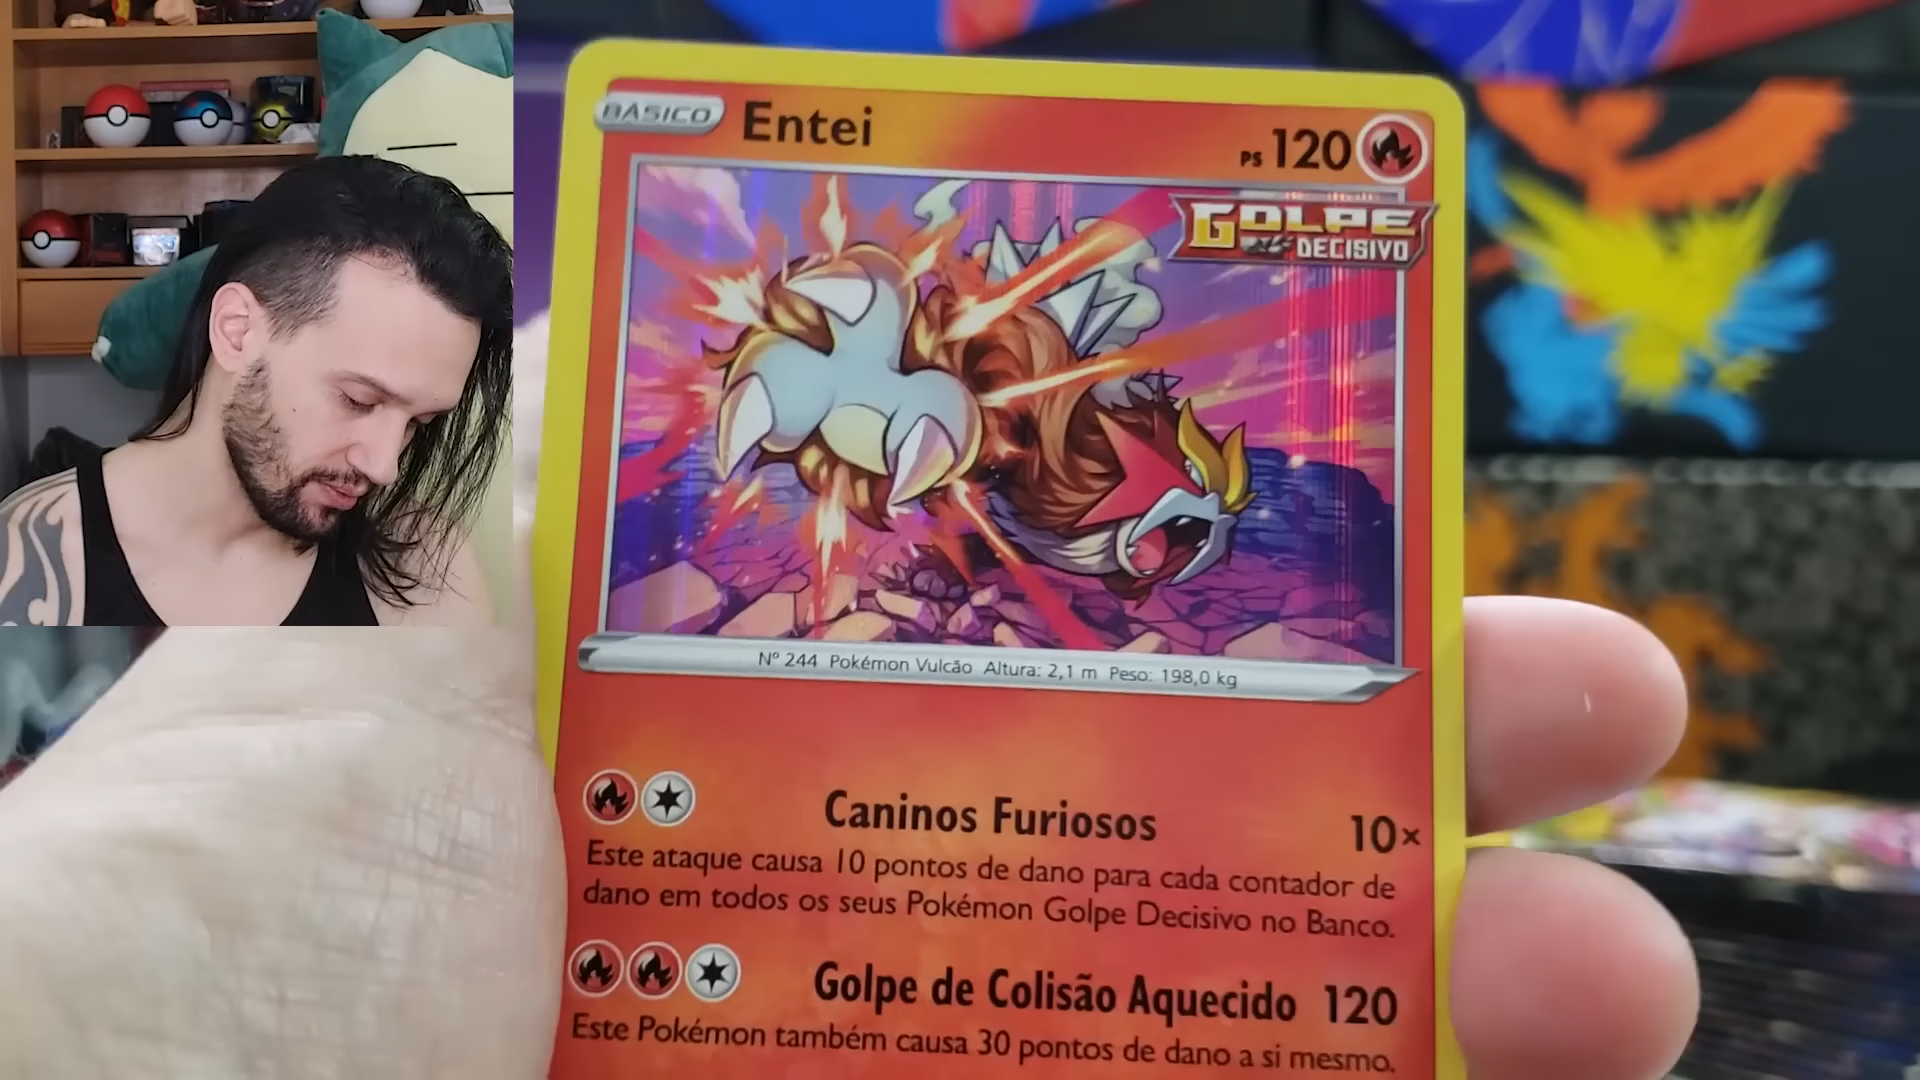 BÁSICO Entei PS 120
GOLPE
DECISIVO
Nº 244 Pokémon Vulcão Altura: 2,1 m Peso: 198,0 kg
Caninos Furiosos 10×
Este ataque causa 10 pontos de dano para cada contador de
dano em todos os seus Pokémon Golpe Decisivo no Banco.
Golpe de Colisão Aquecido 120
Este Pokémon também causa 30 pontos de dano a si mesmo.